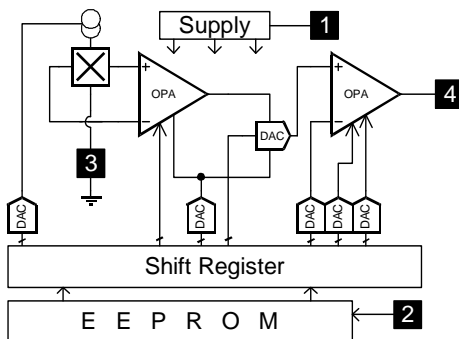 Supply
1
+
OPA
−
+
OPA
−
4
DAC
3
DAC
DAC
DAC
DAC
DAC
Shift Register
E E P R O M
2